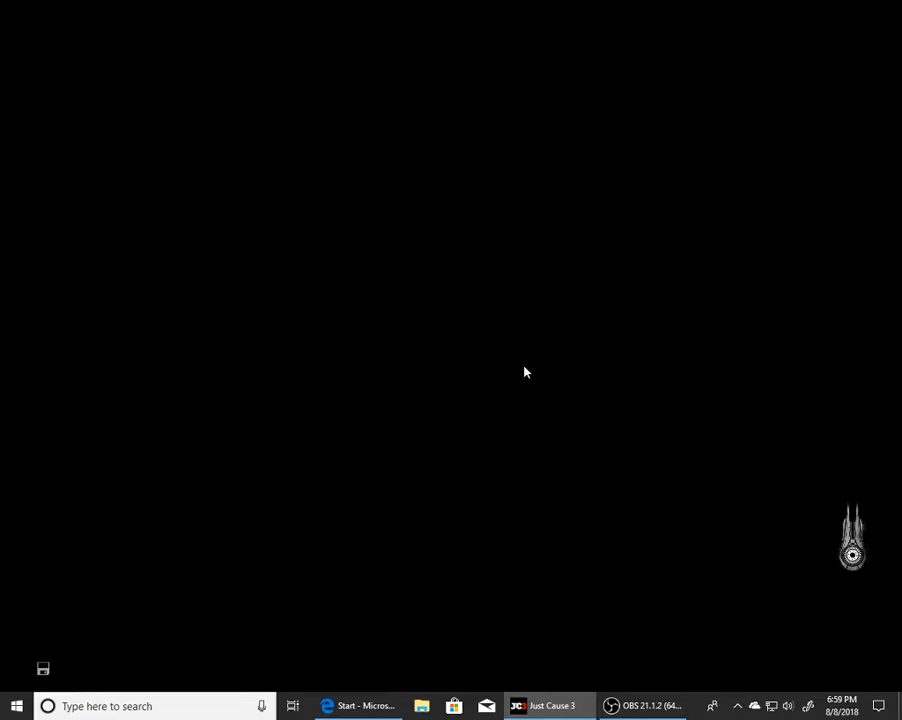 Type here to search
Start - Micros...
JC3
Just Cause 3
OBS 21.1.2 (64...
6:59 PM
8/8/2018